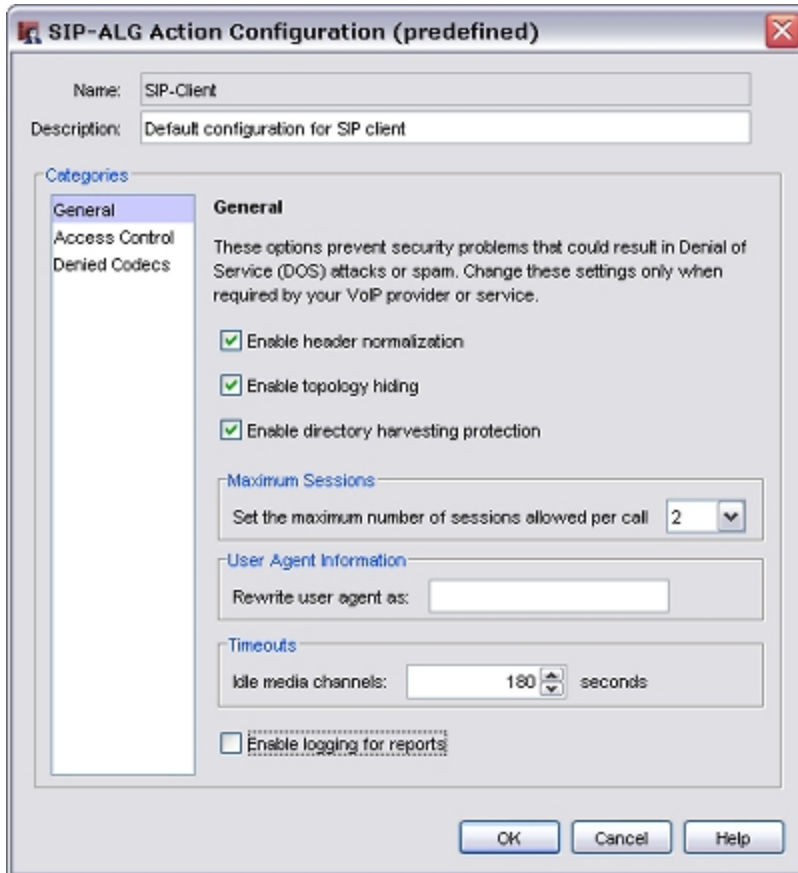 SIP-ALG Action Configuration (predefined)
Name: SIP-Client
Description: Default configuration for SIP client
Categories
General
Access Control
Denied Codecs
General
These options prevent security problems that could result in Denial of
Service (DOS) attacks or spam. Change these settings only when
required by your VoIP provider or service.
Enable header normalization
Enable topology hiding
Enable directory harvesting protection
Maximum Sessions
Set the maximum number of sessions allowed per call 2
User Agent Information
Rewrite user agent as:
Timeouts
Idle media channels: 180 seconds
Enable logging for reports
OK Cancel Help